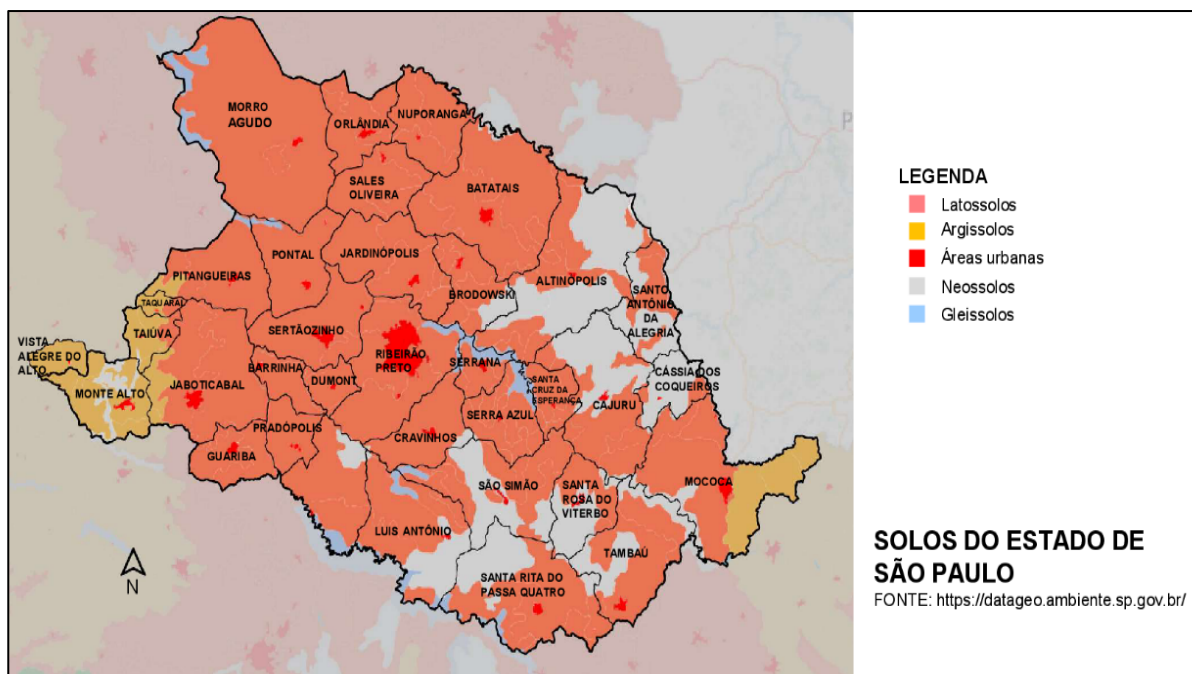 MORRO
AGUDO
ORLÂNDIA
NUPORANGA
SALES
OLIVEIRA
BATATAIS
PITANGUEIRAS
PONTAL
JARDINÓPOLIS
BRODOWSKI
ALTINÓPOLIS
SANTO
ANTÔNIO
DA
ALEGRIA
TAQUARAL
TAIÚVA
VISTA
ALEGRE DO
ALTO
MONTE ALTO
JABOTICABAL
SERTÃOZINHO
BARRINHA
DUMONT
RIBEIRÃO
PRETO
SERRANA
SANTA
CRUZ DA
ESPERANÇA
SERRA AZUL
CAJURU
CÁSSIA DOS
COQUEIROS
GUARIBA
PRADÓPOLIS
CRAVINHOS
LUIS ANTÔNIO
SÃO SIMÃO
SANTA
ROSA DO
VITERBO
MOCOCA
TAMBAÚ
SANTA RITA DO
PASSA QUATRO
N
P
LEGENDA
Latossolos
Argissolos
Áreas urbanas
Neossolos
Gleissolos
SOLOS DO ESTADO DE
SÃO PAULO
FONTE: https://datageo.ambiente.sp.gov.br/